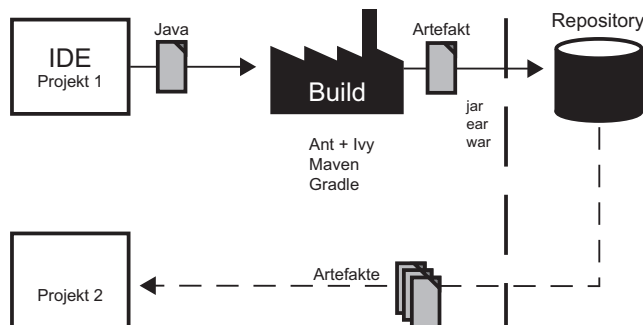 IDE
Projekt 1
Java
Build
Ant + Ivy
Maven
Gradle
Artefakt
jar
ear
war
Repository
Projekt 2
Artefakte